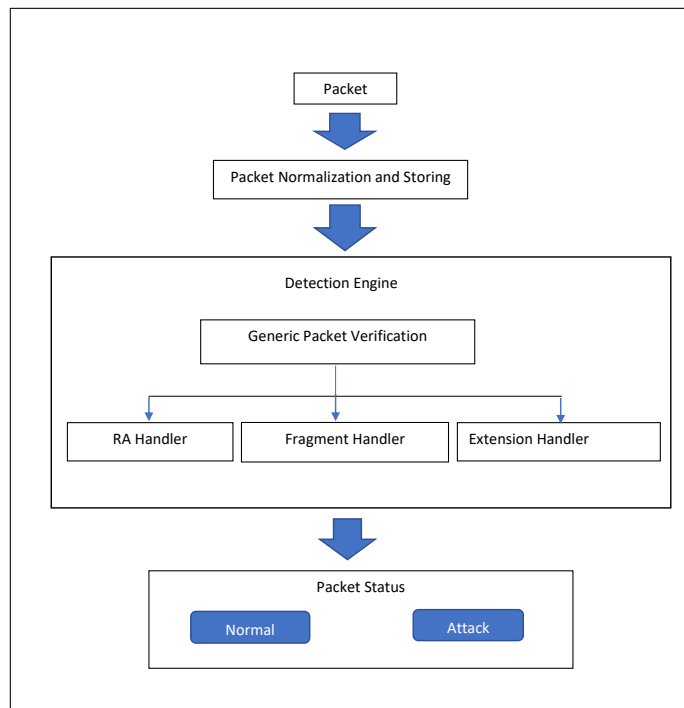 Packet
Packet Normalization and Storing
Detection Engine
Generic Packet Verification
RA Handler
Fragment Handler
Extension Handler
Packet Status
Normal
Attack